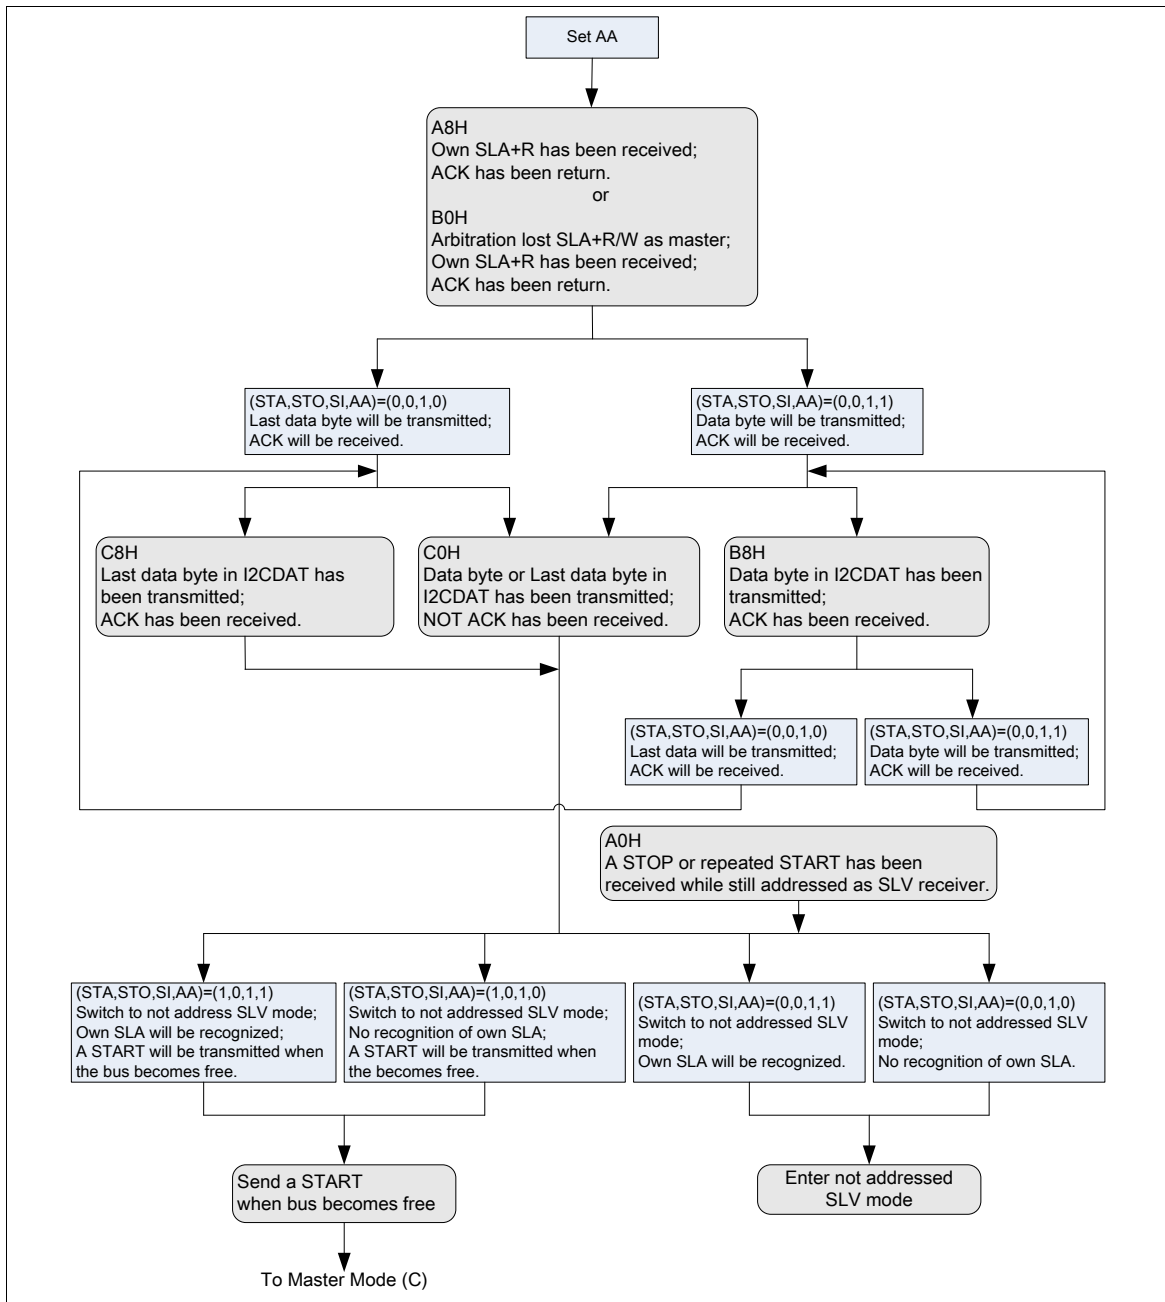 Set AA
A8H
Own SLA+R has been received;
ACK has been return.
or
B0H
Arbitration lost SLA+R/W as master;
Own SLA+R has been received;
ACK has been return.
(STA,STO,SI,AA)=(0,0,1,0)
Last data byte will be transmitted;
ACK will be received.
(STA,STO,SI,AA)=(0,0,1,1)
Data byte will be transmitted;
ACK will be received.
C8H
Last data byte in I2CDAT has
been transmitted;
ACK has been received.
C0H
Data byte or Last data byte in
I2CDAT has been transmitted;
NOT ACK has been received.
B8H
Data byte in I2CDAT has been
transmitted;
ACK has been received.
(STA,STO,SI,AA)=(0,0,1,0)
Last data will be transmitted;
ACK will be received.
(STA,STO,SI,AA)=(0,0,1,1)
Data byte will be transmitted;
ACK will be received.
A0H
A STOP or repeated START has been
received while still addressed as SLV receiver.
(STA,STO,SI,AA)=(1,0,1,1)
Switch to not address SLV mode;
Own SLA will be recognized;
A START will be transmitted when
the bus becomes free.
(STA,STO,SI,AA)=(1,0,1,0)
Switch to not addressed SLV mode;
No recognition of own SLA;
A START will be transmitted when
the becomes free.
(STA,STO,SI,AA)=(0,0,1,1)
Switch to not addressed SLV
mode;
Own SLA will be recognized.
(STA,STO,SI,AA)=(0,0,1,0)
Switch to not addressed SLV
mode;
No recognition of own SLA.
Send a START
when bus becomes free
Enter not addressed
SLV mode
To Master Mode (C)